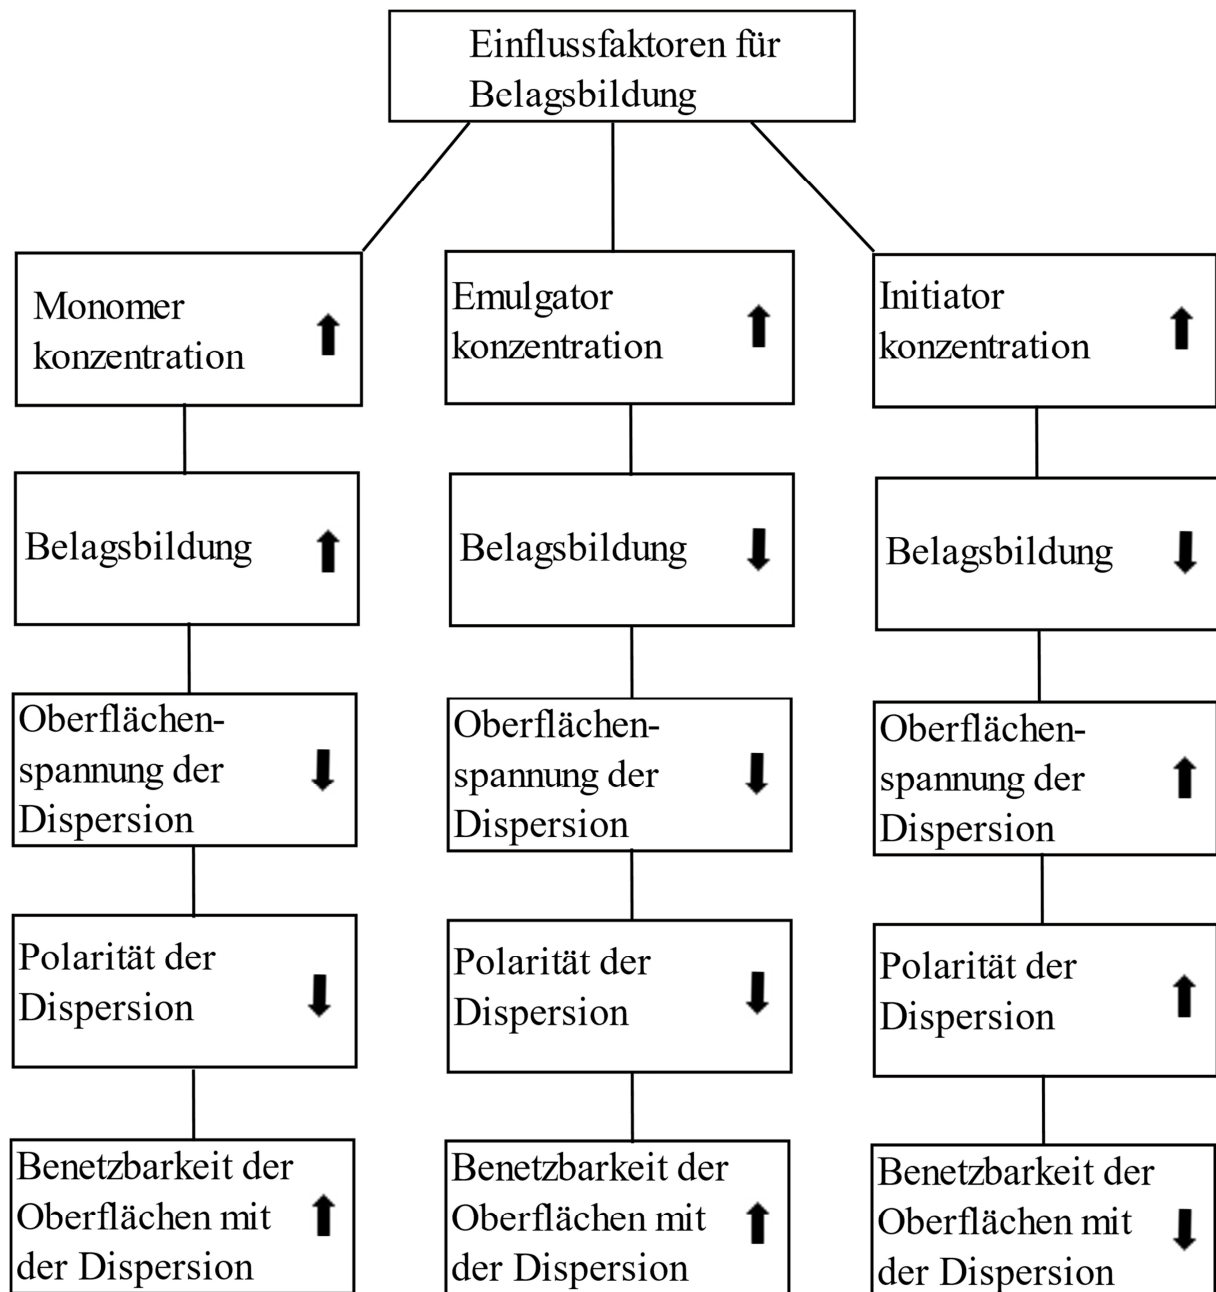 Einflussfaktoren für
Belagsbildung
Monomer
konzentration
Emulgator
konzentration
Initiator
konzentration
Belagsbildung
Belagsbildung
Belagsbildung
Oberflächen-
spannung der
Dispersion
Oberflächen-
spannung der
Dispersion
Oberflächen-
spannung der
Dispersion
Polarität der
Dispersion
Polarität der
Dispersion
Polarität der
Dispersion
Benetzbarkeit der
Oberflächen mit
der Dispersion
Benetzbarkeit der
Oberflächen mit
der Dispersion
Benetzbarkeit der
Oberflächen mit
der Dispersion